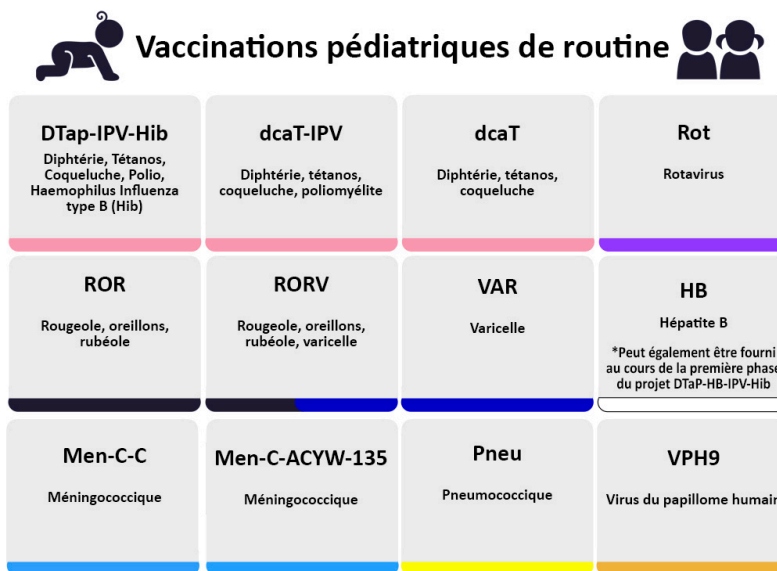 Vaccinations pédiatriques de routine
DTap-IPV-Hib
Diphtérie, Tétanos,
Coqueluche, Polio,
Haemophilus Influenza
type B (Hib)
dcaT-IPV
Diphtérie, tétanos,
coqueluche, poliomyélite
dcaT
Diphtérie, tétanos,
coqueluche
Rot
Rotavirus
ROR
Rougeole, oreillons,
rubéole
RORV
Rougeole, oreillons,
rubéole, varicelle
VAR
Varicelle
HB
Hépatite B
*Peut également être fourni
au cours de la première phase
du projet DTaP-HB-IPV-Hib
Men-C-C
Méningococcique
Men-C-ACYW-135
Méningococcique
Pneu
Pneumococcique
VPH9
Virus du papillome humain